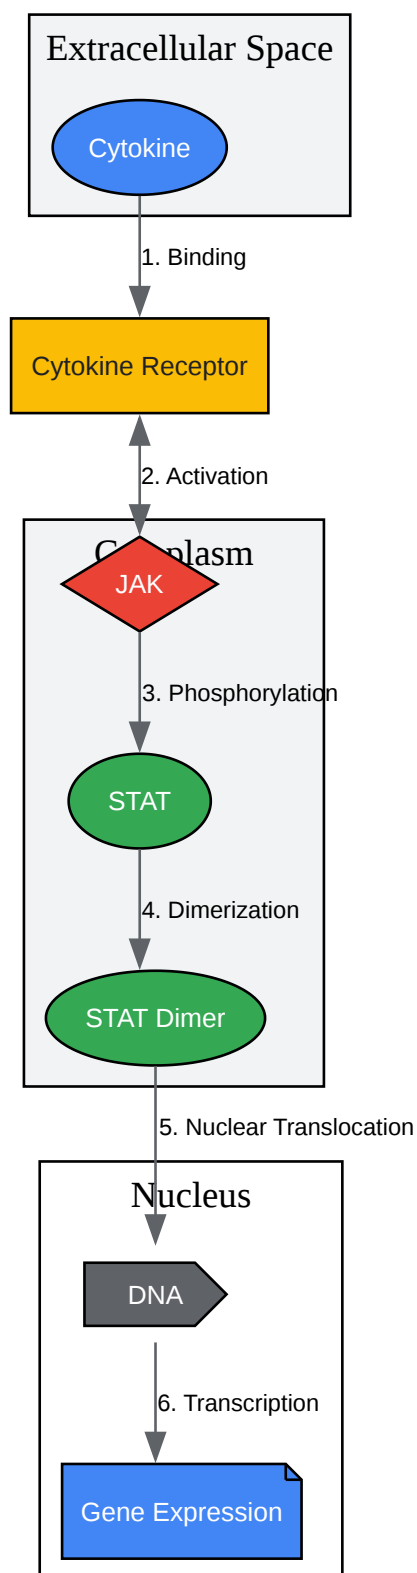 Extracellular Space
Cytokine
1. Binding
Cytokine Receptor
2. Activation
JAK
3. Phosphorylation
STAT
4. Dimerization
STAT Dimer
5. Nuclear Translocation
Nucleus
DNA
6. Transcription
Gene Expression